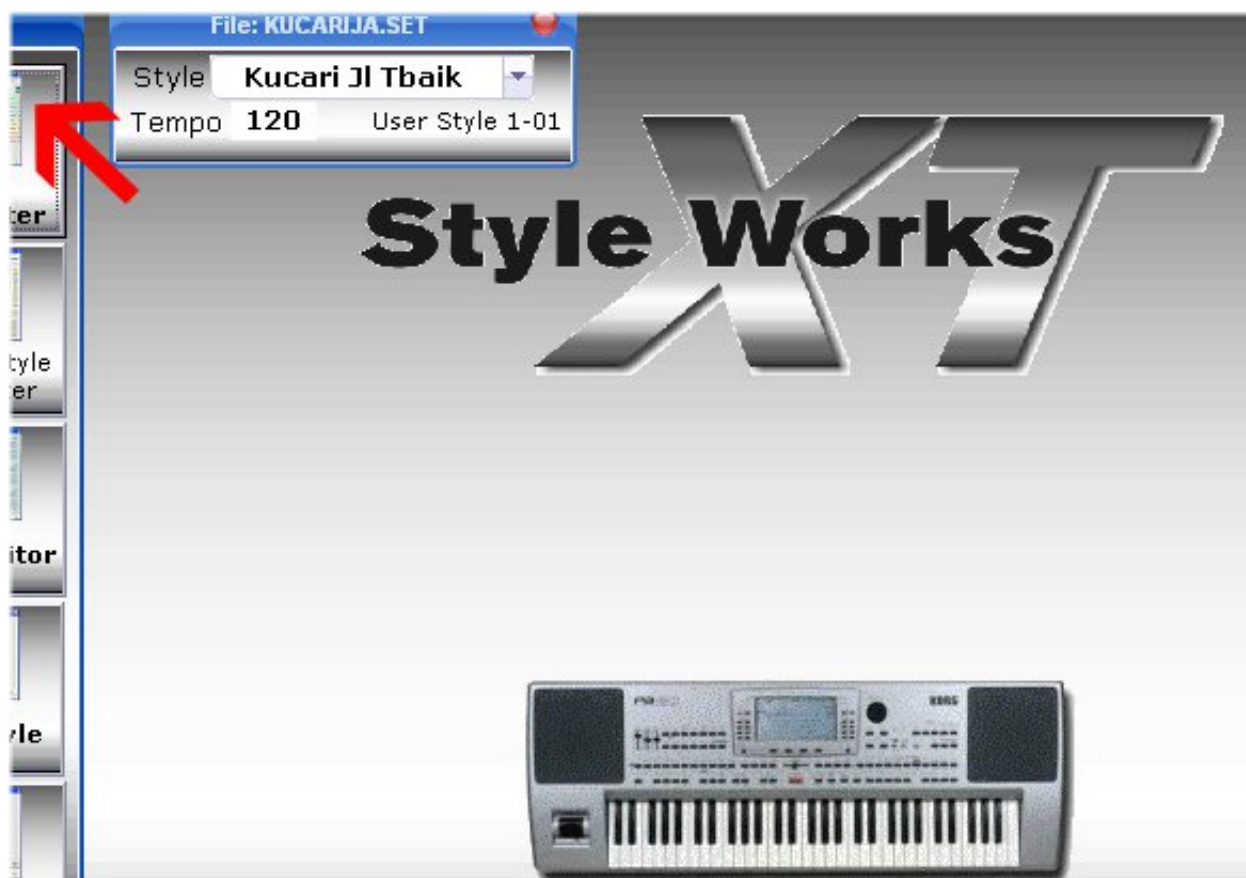 File: KUCARIJA.SET
Style Kucari Jl Tbaik
Tempo 120 User Style 1-01
XT
Style Works
ter
tyle
er
itor
yle
KORG